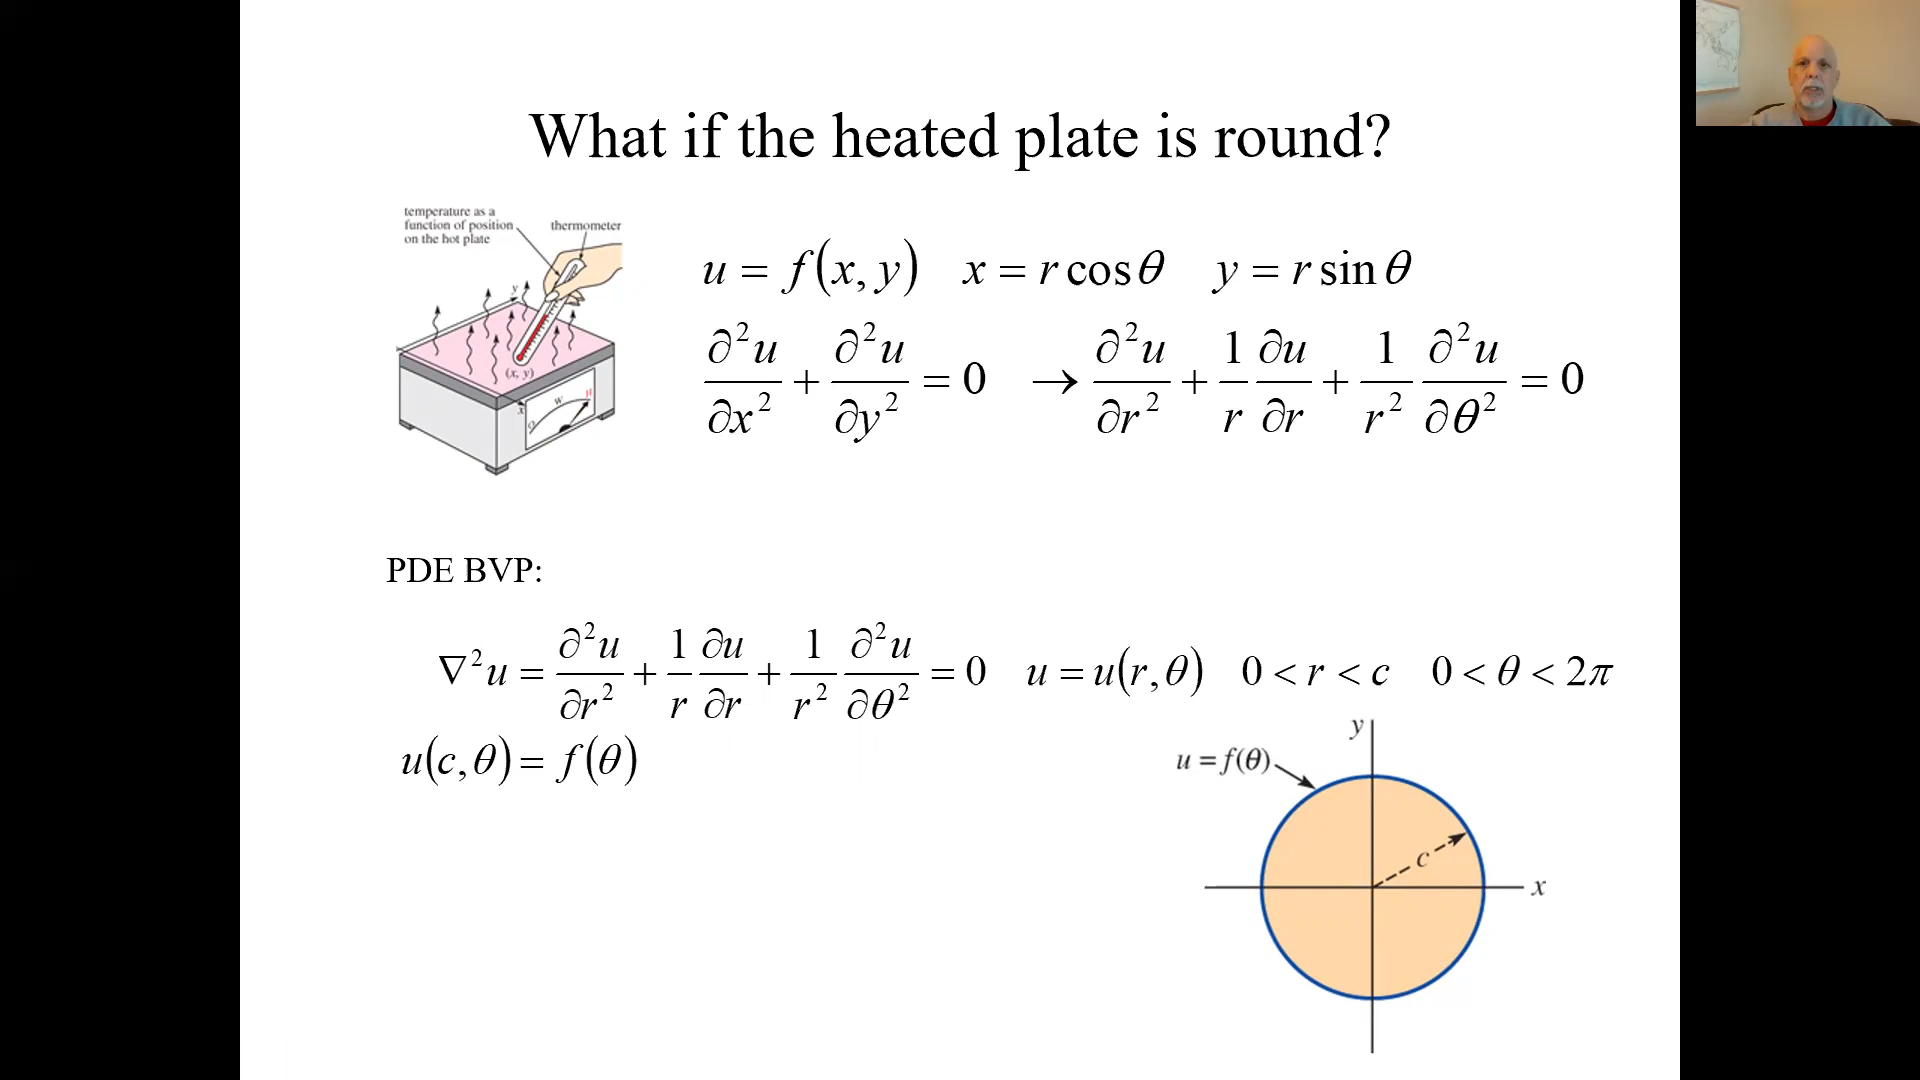 What if the heated plate is round?
temperature as a
function of position
on the hot plate
thermometer
y
(x, y)
x
O
W
H
u = f(x, y)   x = r cos θ   y = r sin θ
∂²u/∂x² + ∂²u/∂y² = 0 → ∂²u/∂r² + 1/r ∂u/∂r + 1/r² ∂²u/∂θ² = 0
PDE BVP:
∇²u = ∂²u/∂r² + 1/r ∂u/∂r + 1/r² ∂²u/∂θ² = 0   u = u(r, θ)   0 < r < c   0 < θ < 2π
u(c, θ) = f(θ)
y
u = f(θ)
c
x